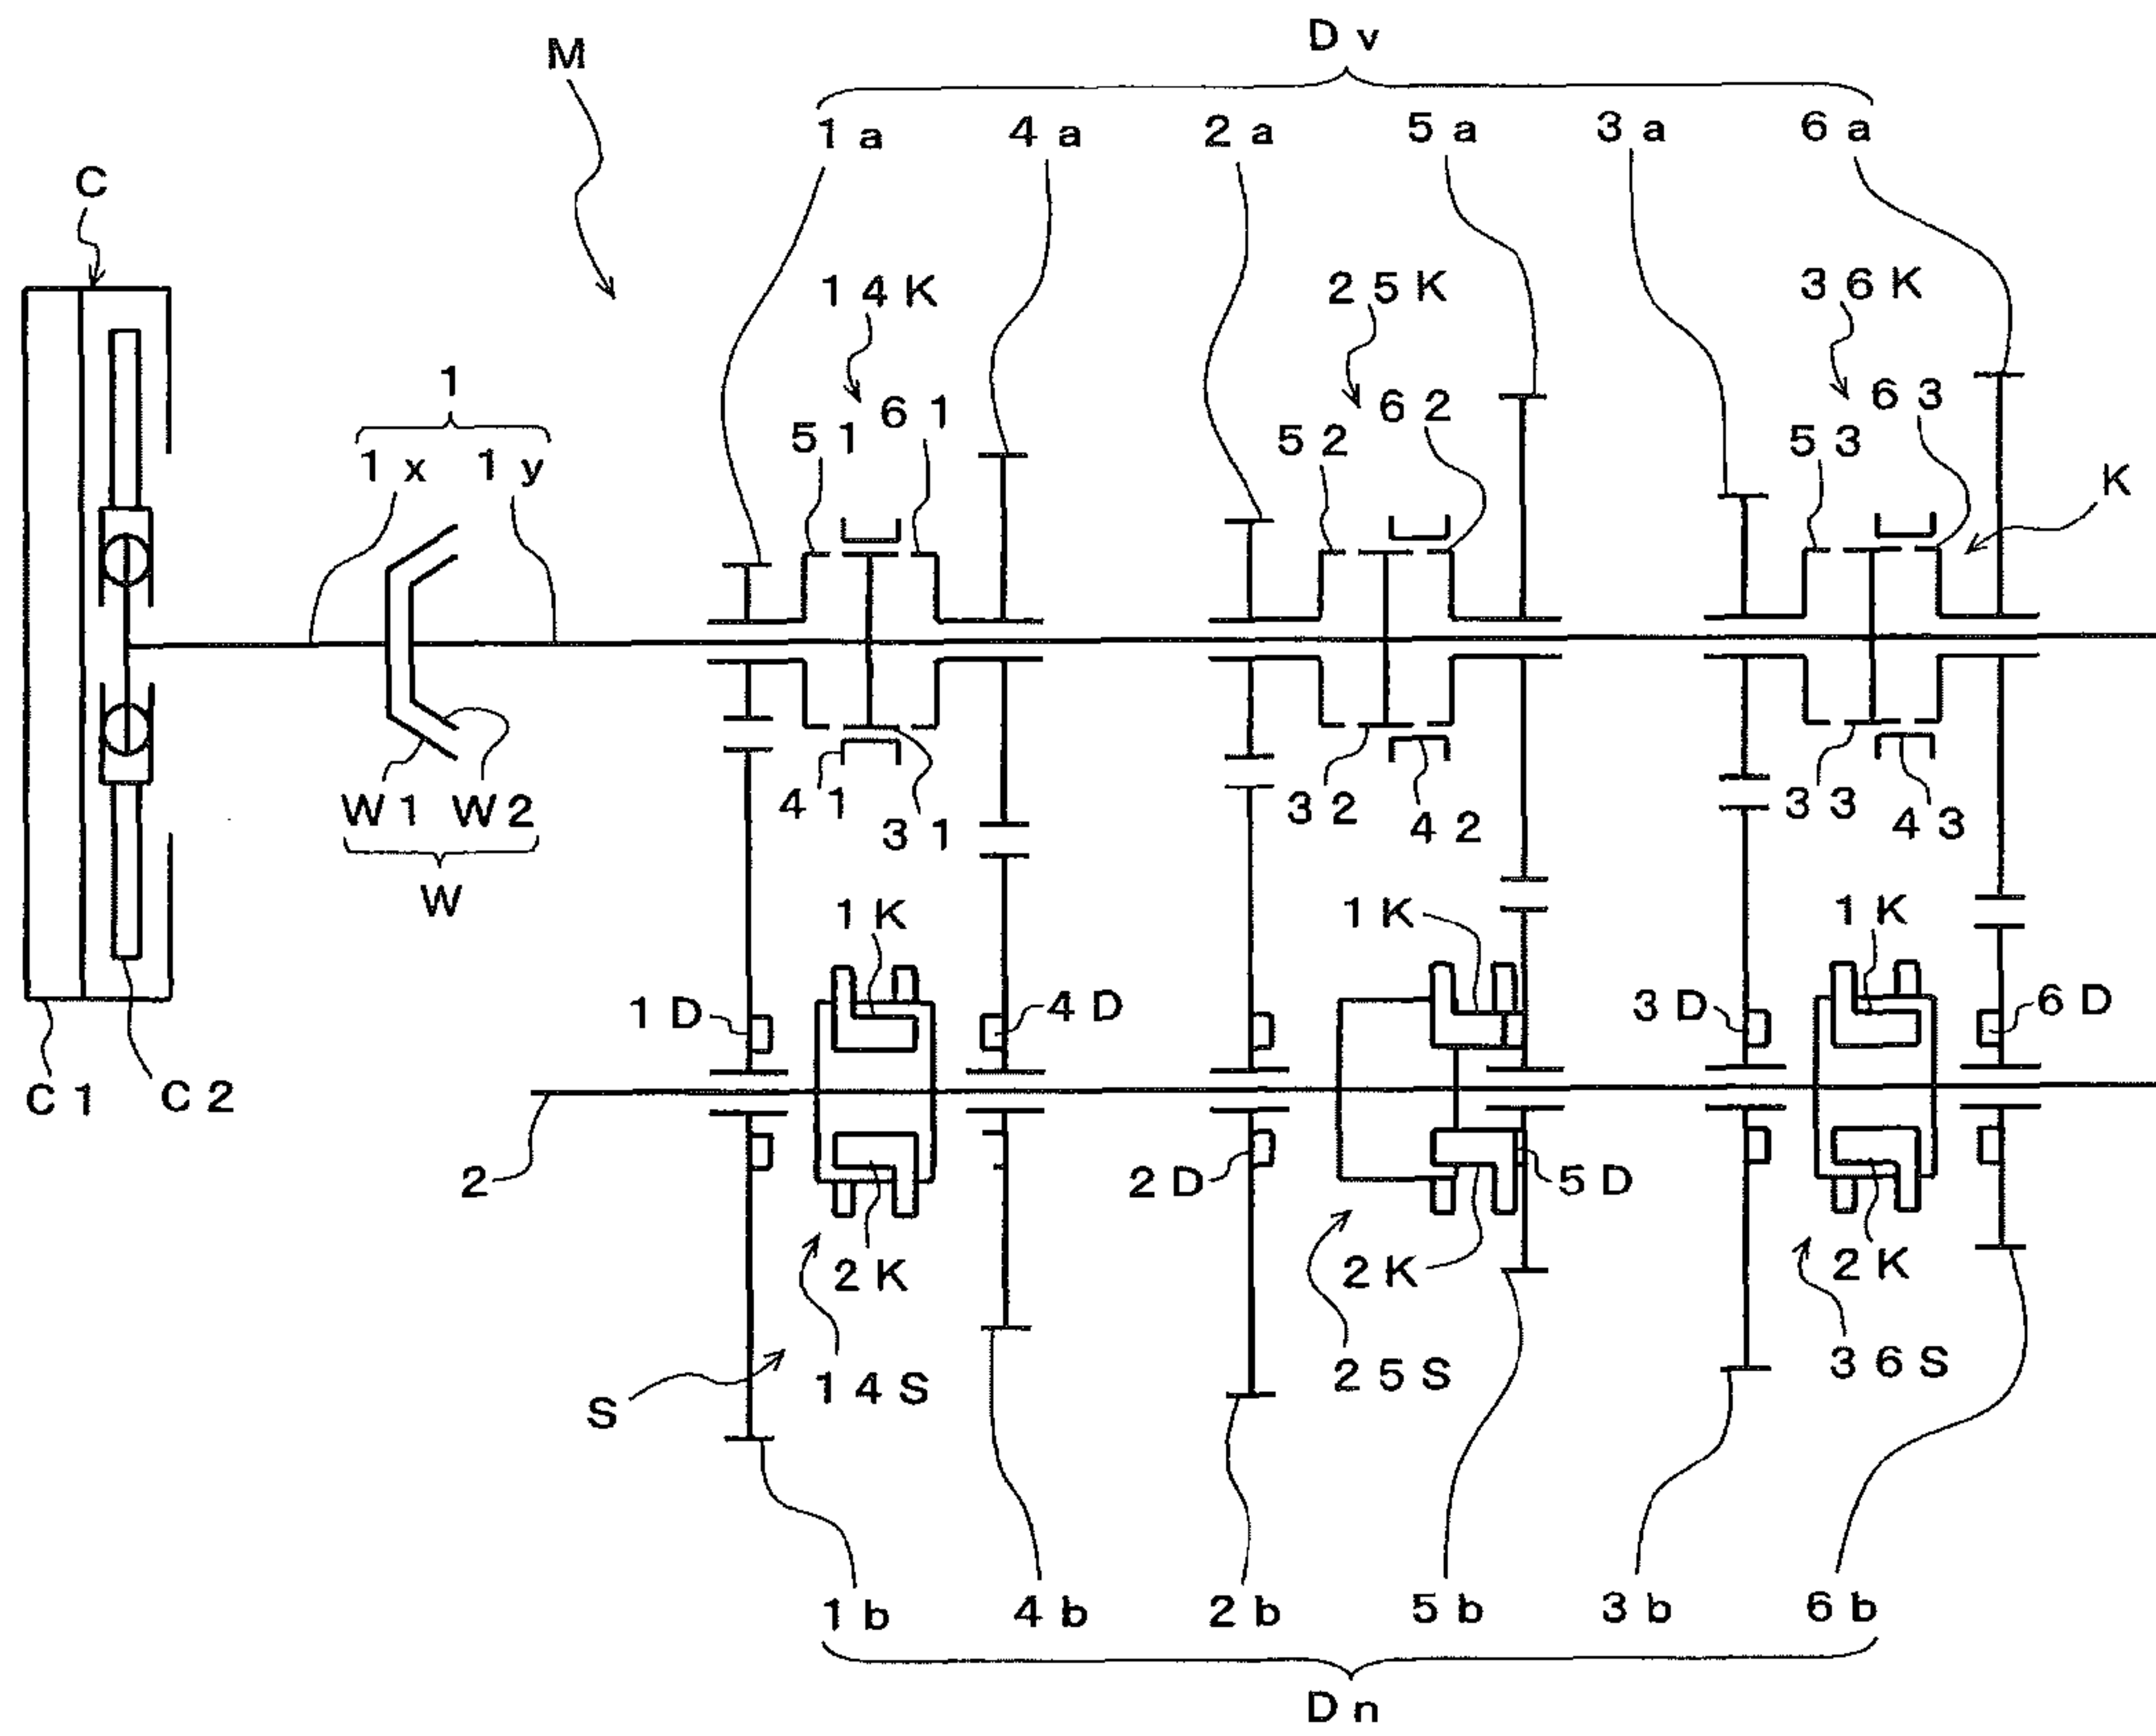 D v
M
1 a 4 a 2 a 5 a 3 a 6 a
C
1 4 K 2 5 K 3 6 K
1
6 1 6 2 6 3
5 1 5 2 5 3
1 x 1 y K
W 1 W 2 4 1 3 1 3 2 4 2 3 3 4 3
W
1 K 1 K 1 K
1 D 4 D 3 D 6 D
C 1 C 2
2 2 D 5 D
2 K 2 K 2 K
1 4 S 2 5 S 3 6 S
S
1 b 4 b 2 b 5 b 3 b 6 b
D n